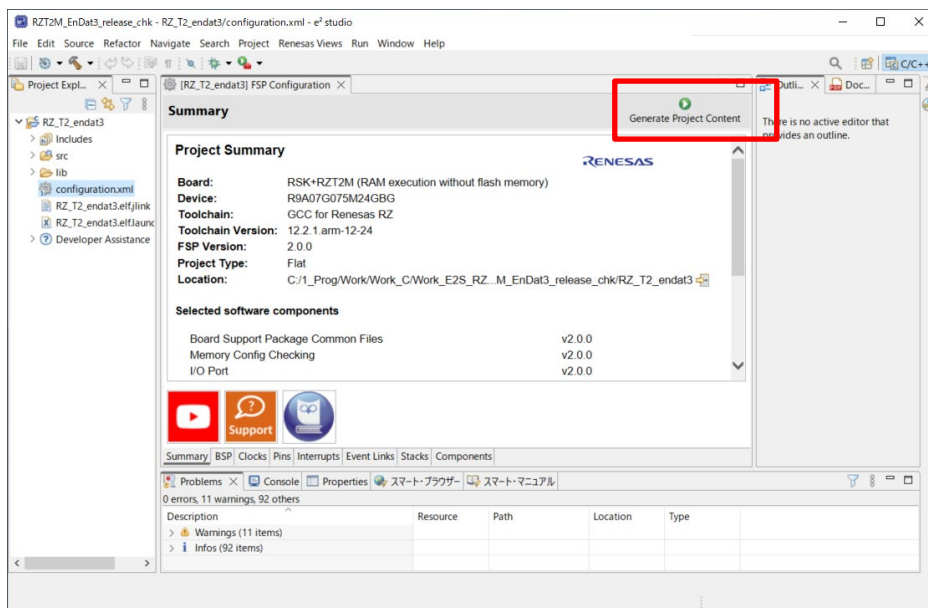 RZT2M_EnDat3_release_chk - RZ_T2_endat3/configuration.xml - e² studio
File Edit Source Refactor Navigate Search Project Renesas Views Run Window Help
C/C++
Project Expl...
RZ_T2_endat3
Includes
src
lib
configuration.xml
RZ_T2_endat3.elf.jlink
RZ_T2_endat3.elf.launc
Developer Assistance
[RZ_T2_endat3] FSP Configuration
Summary
Generate Project Content
Project Summary
RENESAS
Board: RSK+RZT2M (RAM execution without flash memory)
Device: R9A07G075M24GBG
Toolchain: GCC for Renesas RZ
Toolchain Version: 12.2.1.arm-12-24
FSP Version: 2.0.0
Project Type: Flat
Location: C:/1_Prog/Work/Work_C/Work_E2S_RZ...M_EnDat3_release_chk/RZ_T2_endat3
Selected software components
Board Support Package Common Files v2.0.0
Memory Config Checking v2.0.0
I/O Port v2.0.0
Support
Summary BSP Clocks Pins Interrupts Event Links Stacks Components
Outli... Doc...
There is no active editor that
provides an outline.
Problems Console Properties スマート・ブラウザー スマート・マニュアル
0 errors, 11 warnings, 92 others
Description Resource Path Location Type
Warnings (11 items)
Infos (92 items)